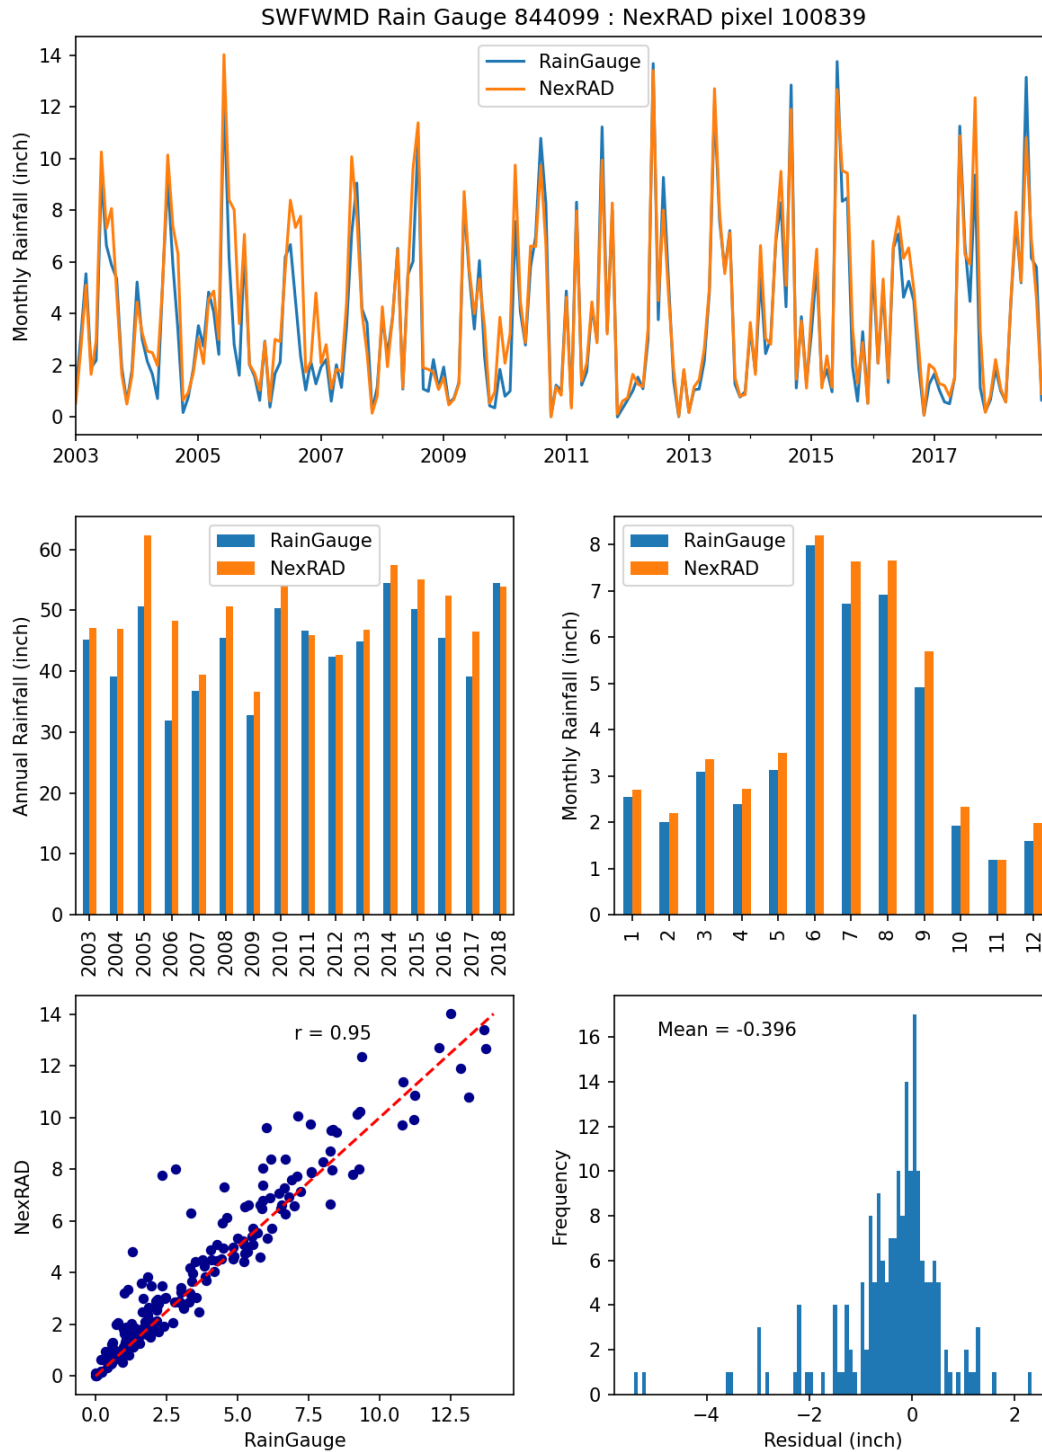 SWFWMD Rain Gauge 844099 : NexRAD pixel 100839
Monthly Rainfall (inch)
14
12
10
8
6
4
2
0
RainGauge
NexRAD
2003 2005 2007 2009 2011 2013 2015 2017
Annual Rainfall (inch)
60
50
40
30
20
10
0
RainGauge
NexRAD
2003 2004 2005 2006 2007 2008 2009 2010 2011 2012 2013 2014 2015 2016 2017 2018
Monthly Rainfall (inch)
8
7
6
5
4
3
2
1
0
RainGauge
NexRAD
1 2 3 4 5 6 7 8 9 10 11 12
NexRAD
14
12
10
8
6
4
2
0
r = 0.95
0.0 2.5 5.0 7.5 10.0 12.5
RainGauge
Frequency
16
14
12
10
8
6
4
2
0
Mean = -0.396
−4 −2 0 2
Residual (inch)